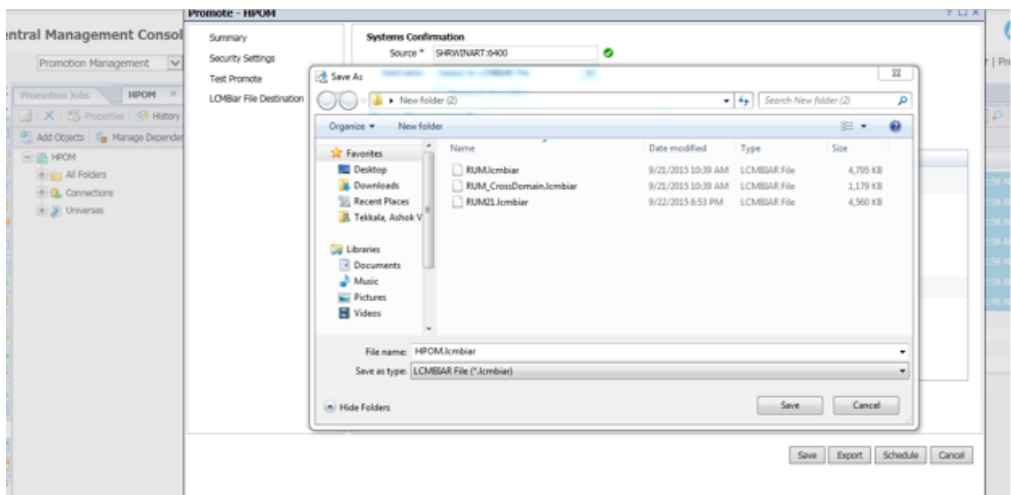 Promote - HPOM
? □ X
entral Management Consol
Promotion Management
Summary
Security Settings
Test Promote
LCMBiar File Destination
Systems Confirmation
Source * SHRWINART:6400
Promotion Jobs HPOM ×
Properties History
Add Objects Manage Depender
HPOM
All Folders
Connections
Universes
Save As
New folder (2)
Search New folder (2)
Organize New folder
Favorites
Desktop
Downloads
Recent Places
Tekkala, Ashok V
Libraries
Documents
Music
Pictures
Videos
Name Date modified Type Size
RUM.lcmbiar 9/21/2015 10:39 AM LCMBIAR File 4,795 KB
RUM_CrossDomain.lcmbiar 9/21/2015 10:39 AM LCMBIAR File 1,179 KB
RUM21.lcmbiar 9/22/2015 6:53 PM LCMBIAR File 4,560 KB
File name: HPOM.lcmbiar
Save as type: LCMBIAR File (*.lcmbiar)
Hide Folders
Save Cancel
Save Export Schedule Cancel